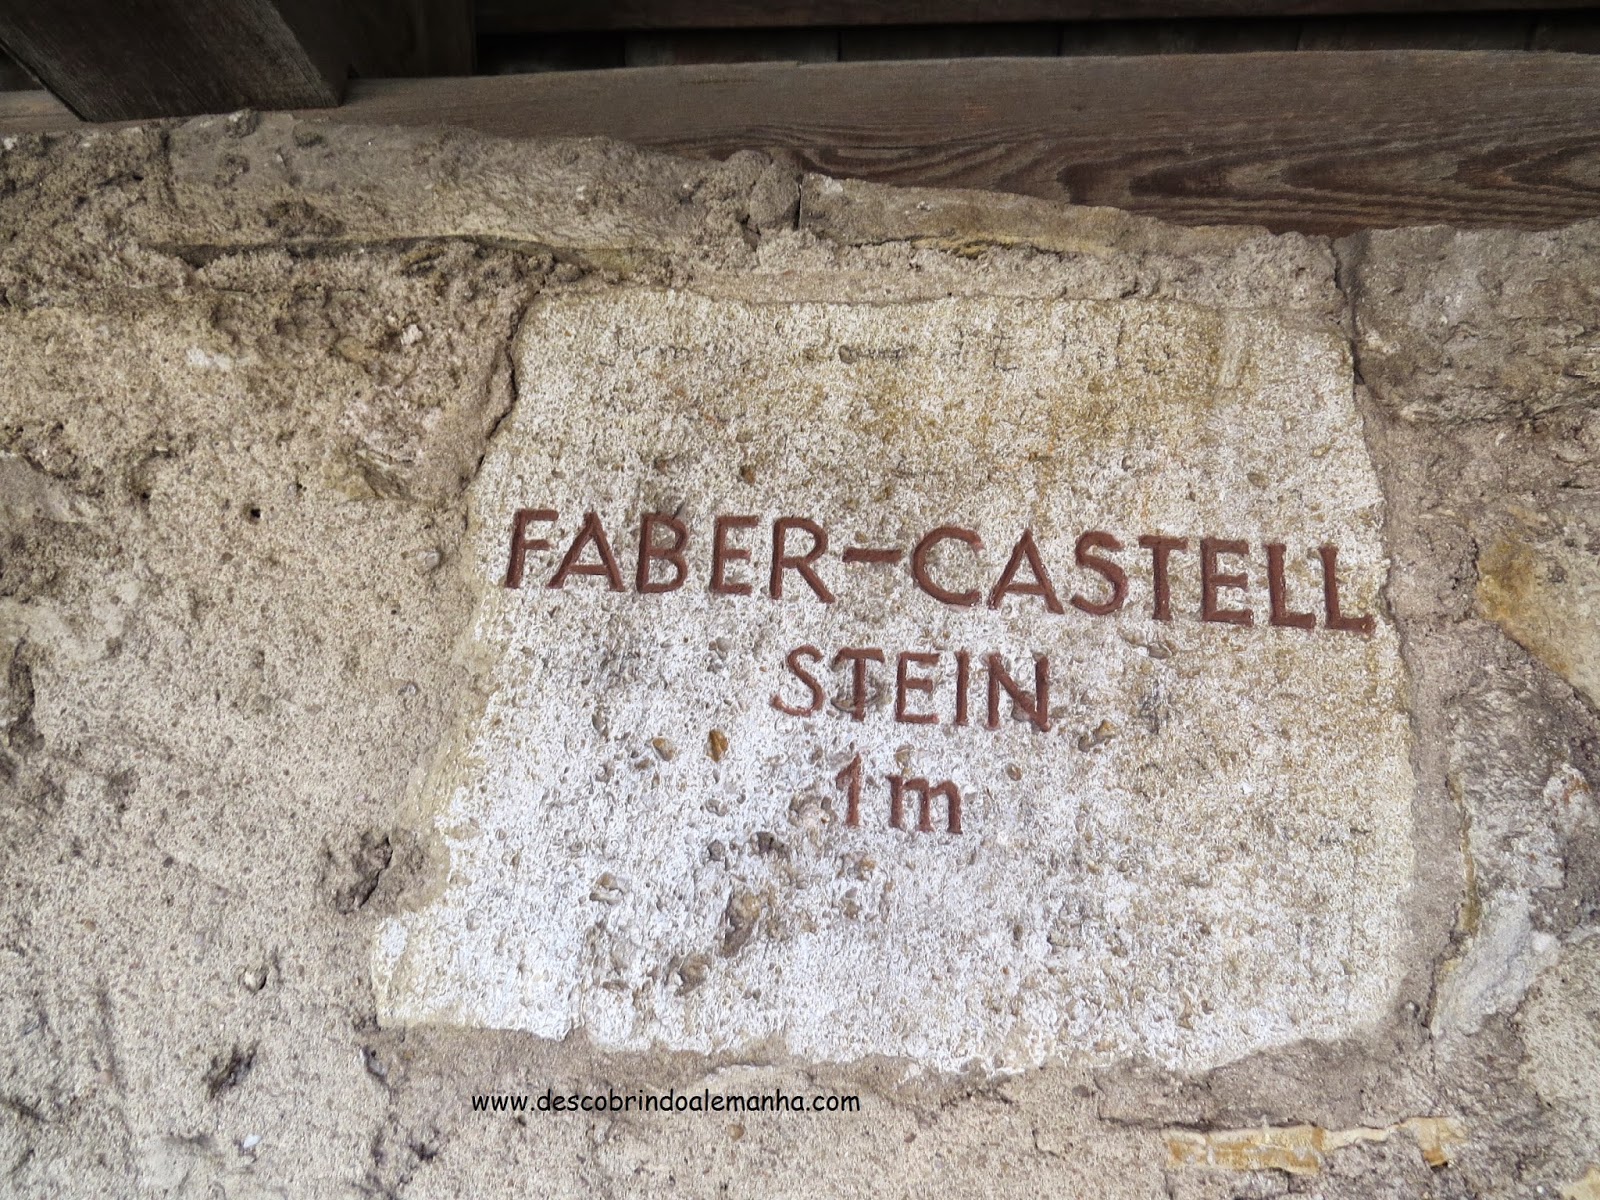 FABER-CASTELL
STEIN
1m
www.descobrindoalemanha.com